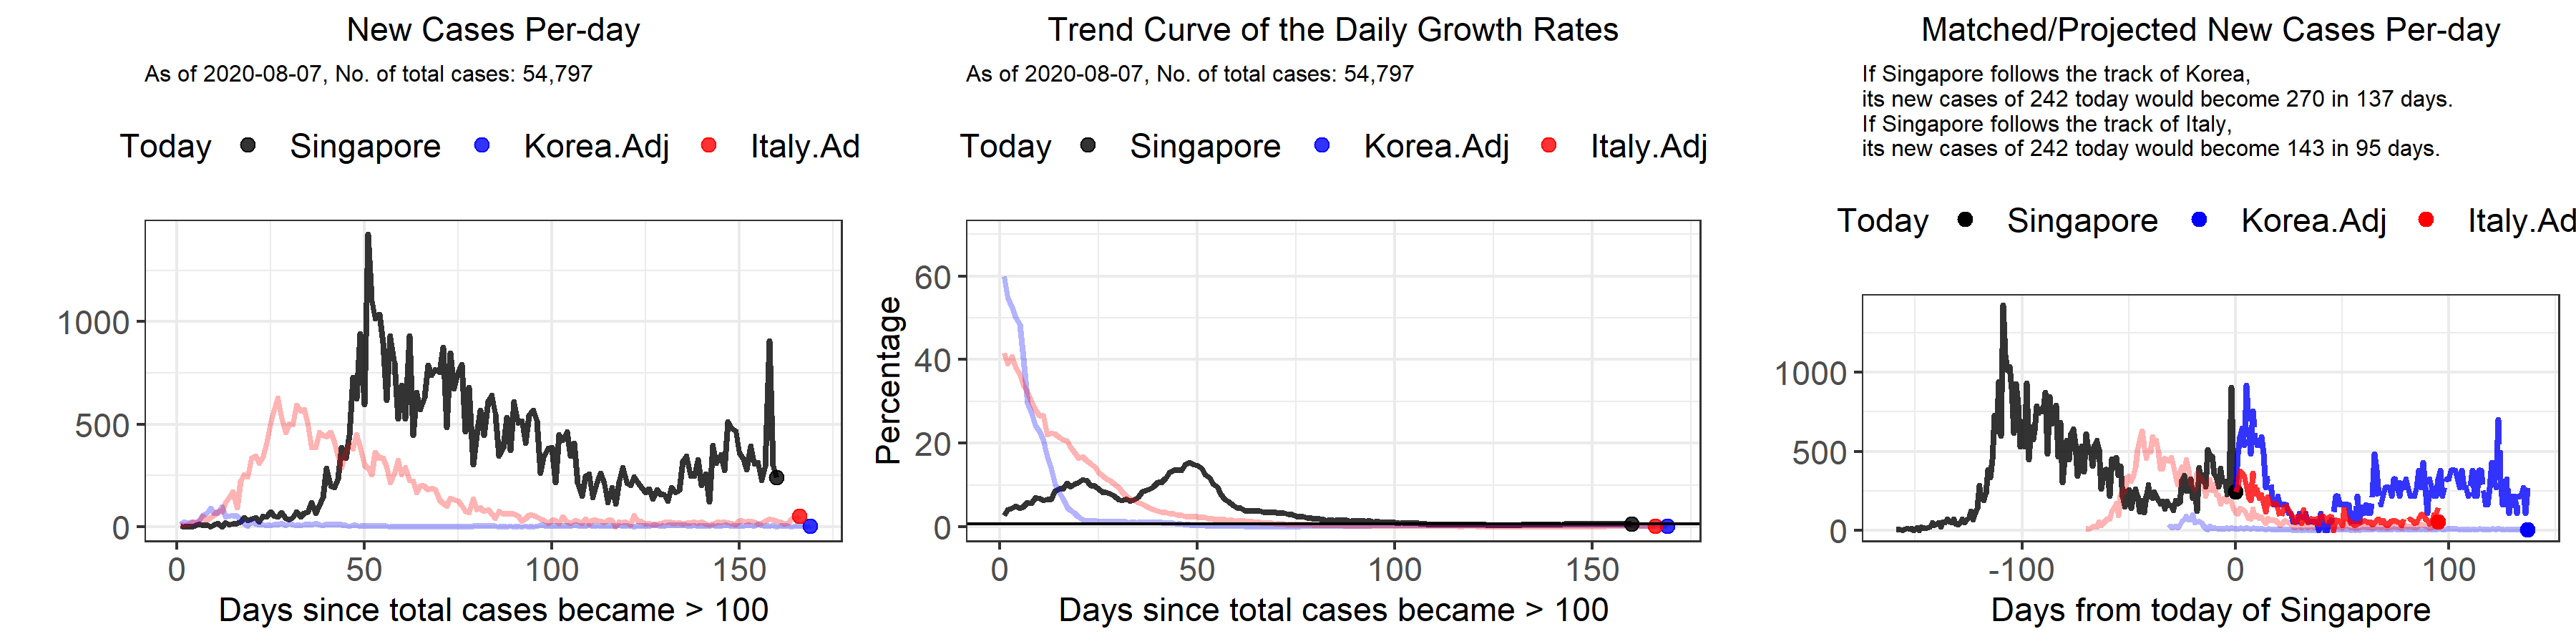 New Cases Per-day
As of 2020-08-07, No. of total cases: 54,797
Today Singapore Korea.Adj Italy.Ad
1000
500
0
0 50 100 150
Days since total cases became > 100
Trend Curve of the Daily Growth Rates
As of 2020-08-07, No. of total cases: 54,797
Today Singapore Korea.Adj Italy.Adj
Percentage
60
40
20
0
0 50 100 150
Days since total cases became > 100
Matched/Projected New Cases Per-day
If Singapore follows the track of Korea,
its new cases of 242 today would become 270 in 137 days.
If Singapore follows the track of Italy,
its new cases of 242 today would become 143 in 95 days.
Today Singapore Korea.Adj Italy.Ad
1000
500
0
-100 0 100
Days from today of Singapore